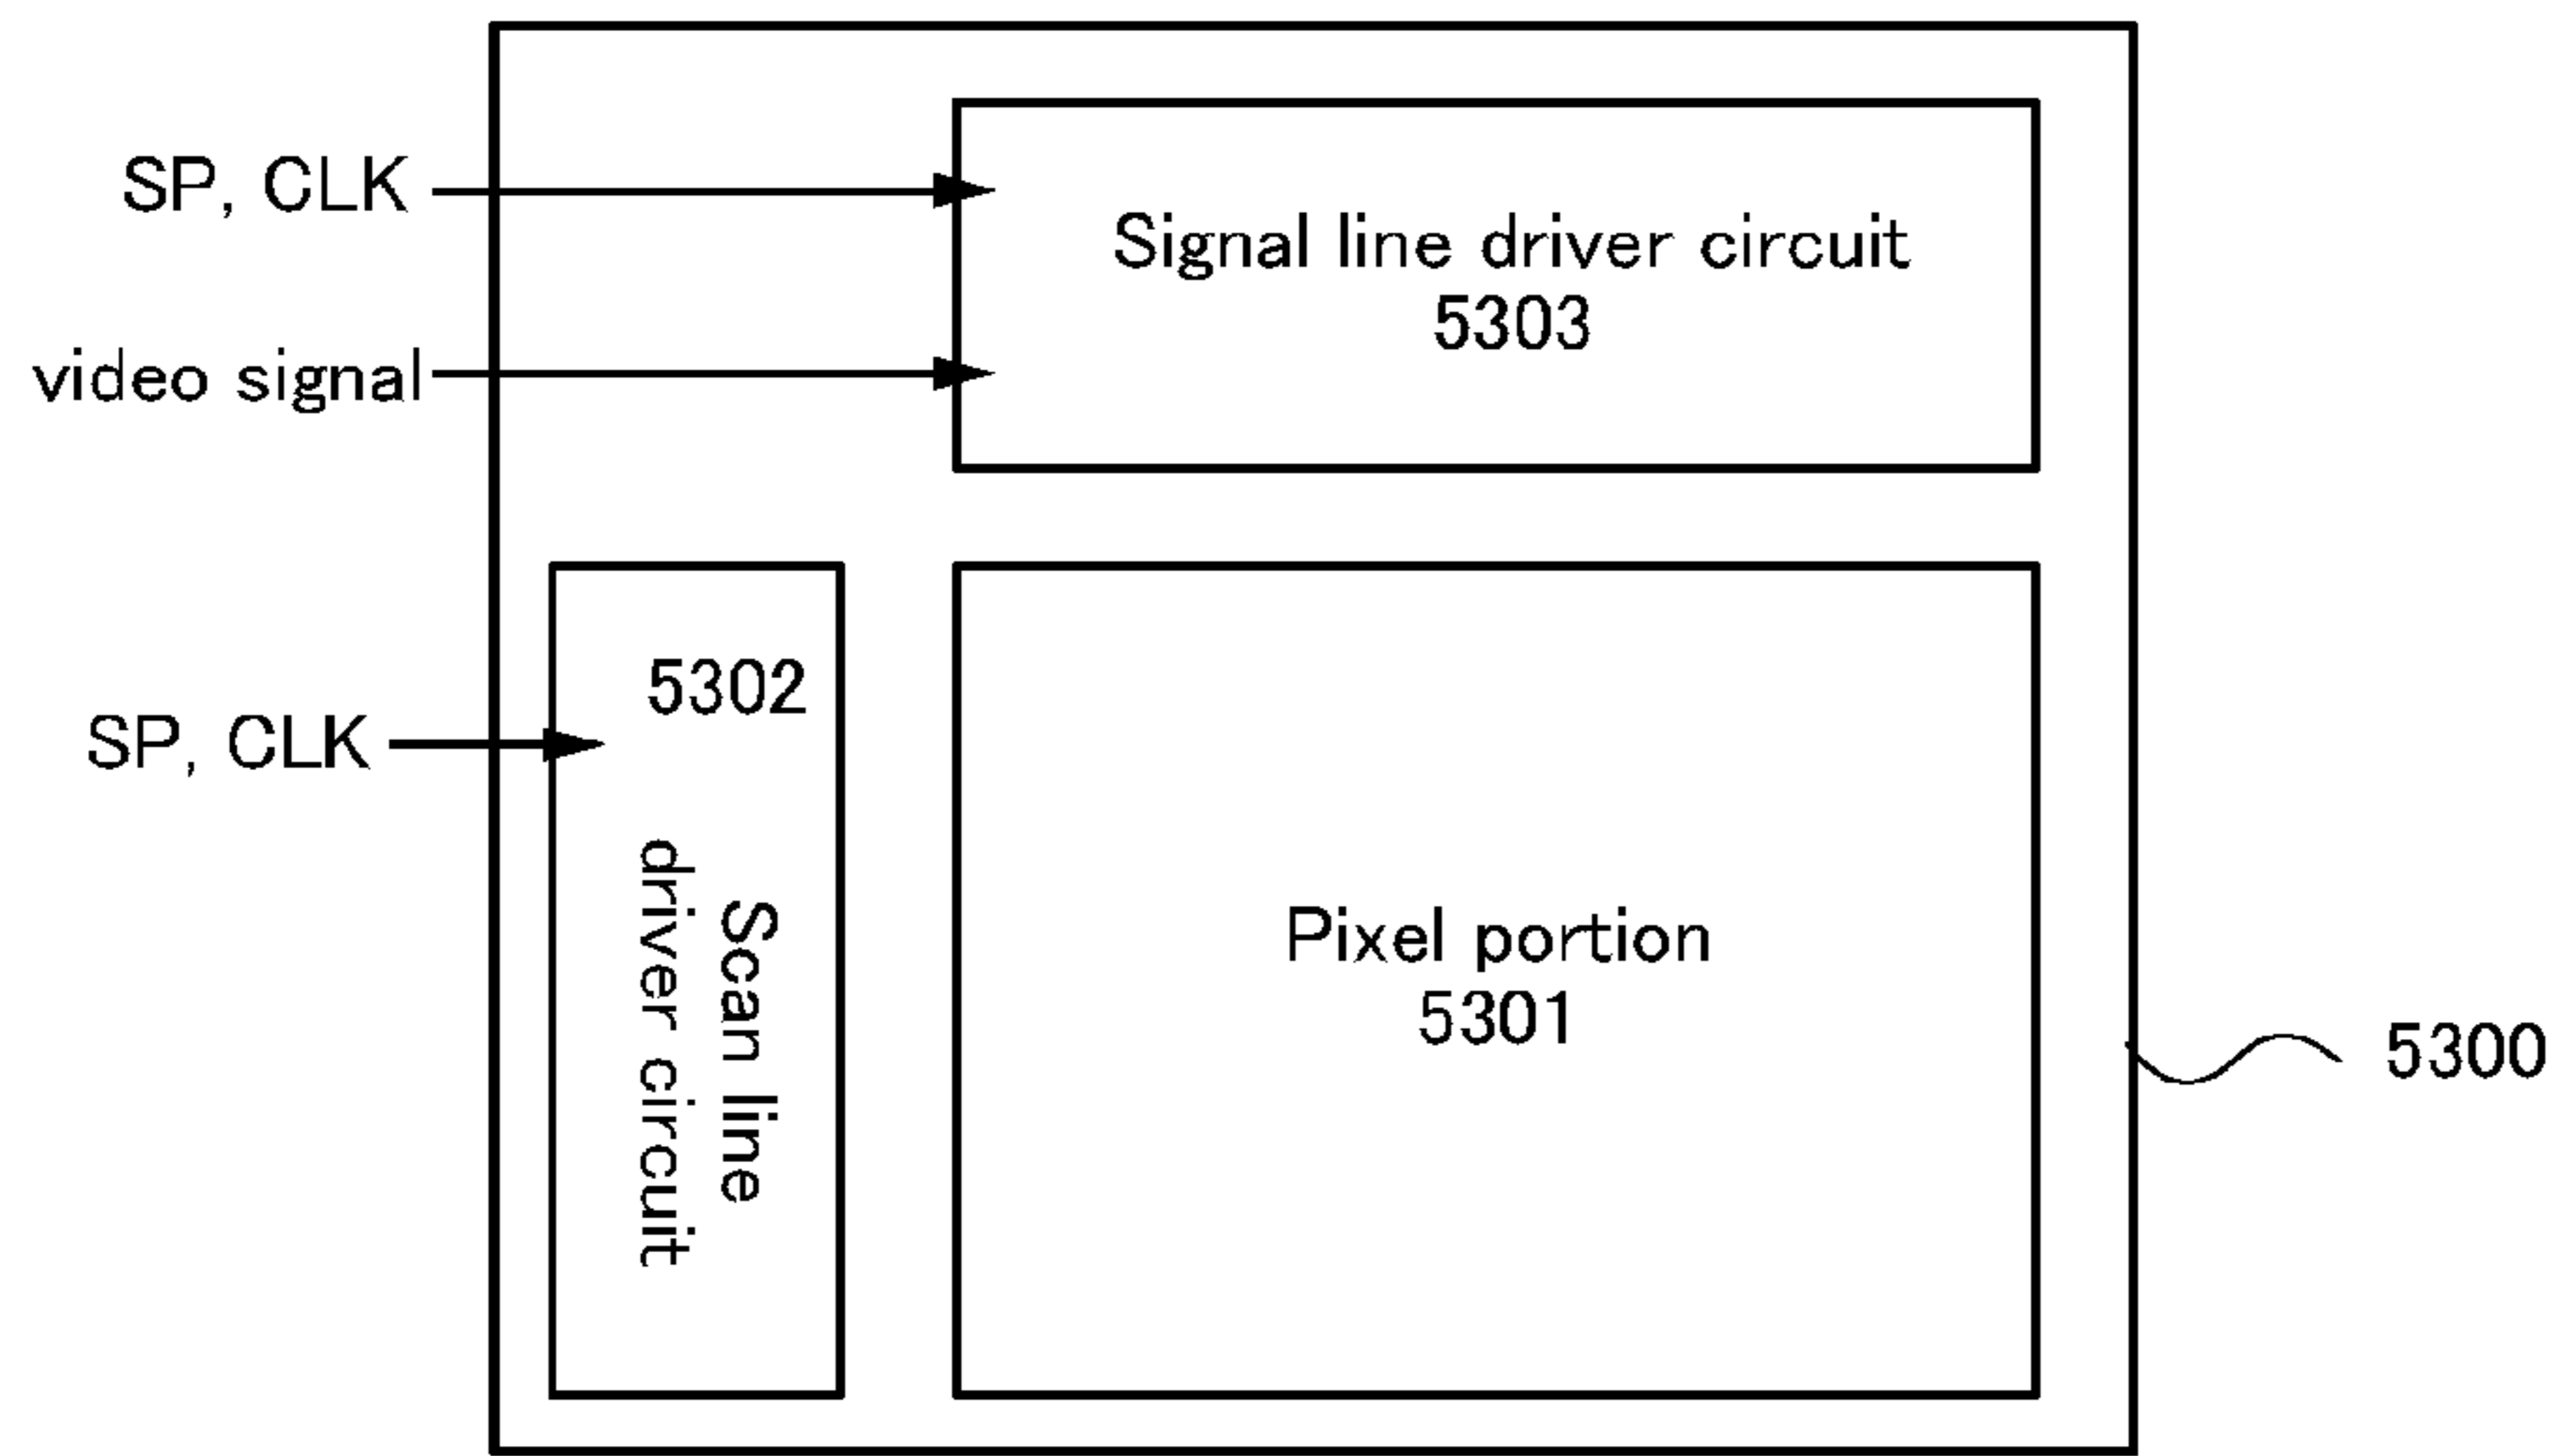 SP, CLK
Signal line driver circuit
5303
video signal
5302
SP, CLK
Scan line
driver circuit
Pixel portion
5301
5300